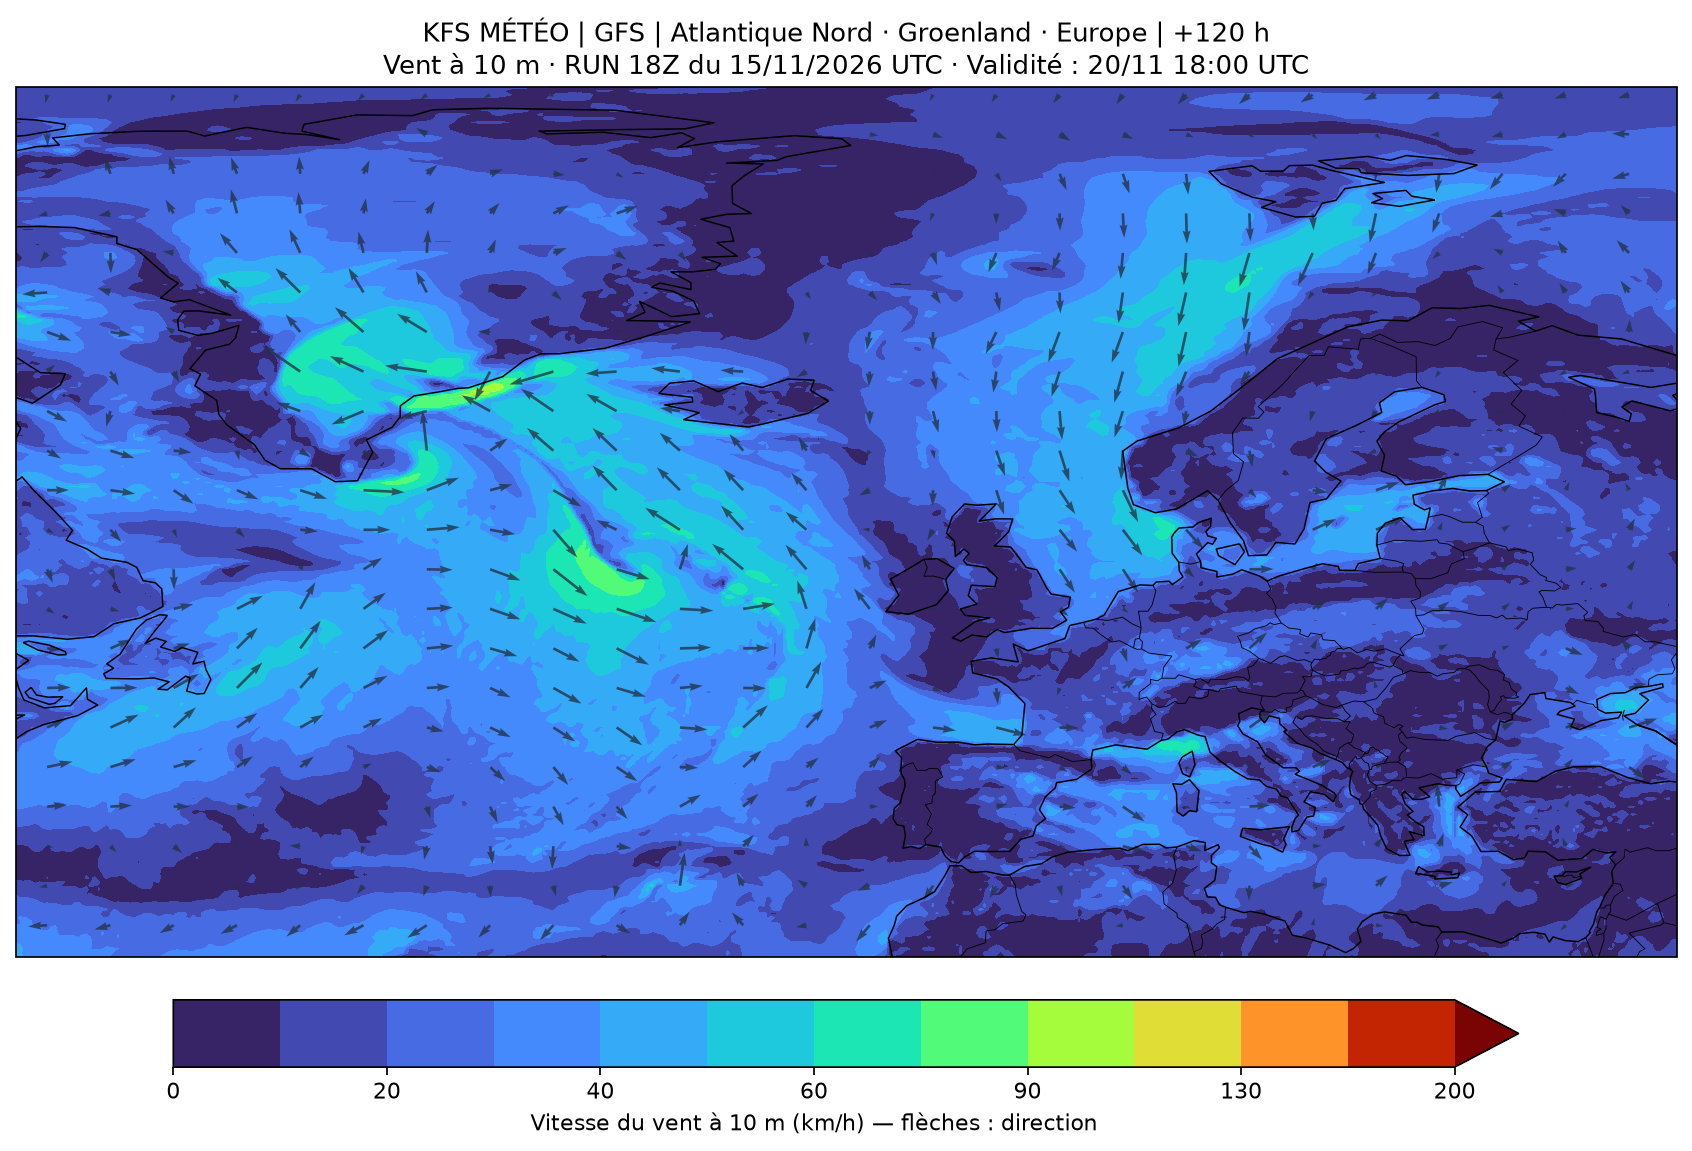 KFS MÉTÉO | GFS | Atlantique Nord · Groenland · Europe | +120 h
Vent à 10 m · RUN 18Z du 15/11/2026 UTC · Validité : 20/11 18:00 UTC
0 20 40 60 90 130 200
Vitesse du vent à 10 m (km/h) — flèches : direction